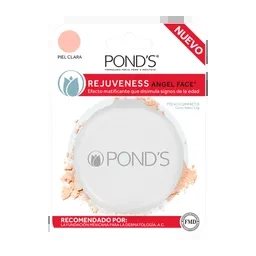 PIEL CLARA
POND'S®
NUEVO
REJUVENESS ANGEL FACE®
Efecto matificante que disimula signos de la edad
POND'S
RECOMENDADO POR:
LA FUNDACIÓN MEXICANA PARA LA DERMATOLOGÍA, A.C.
FMD